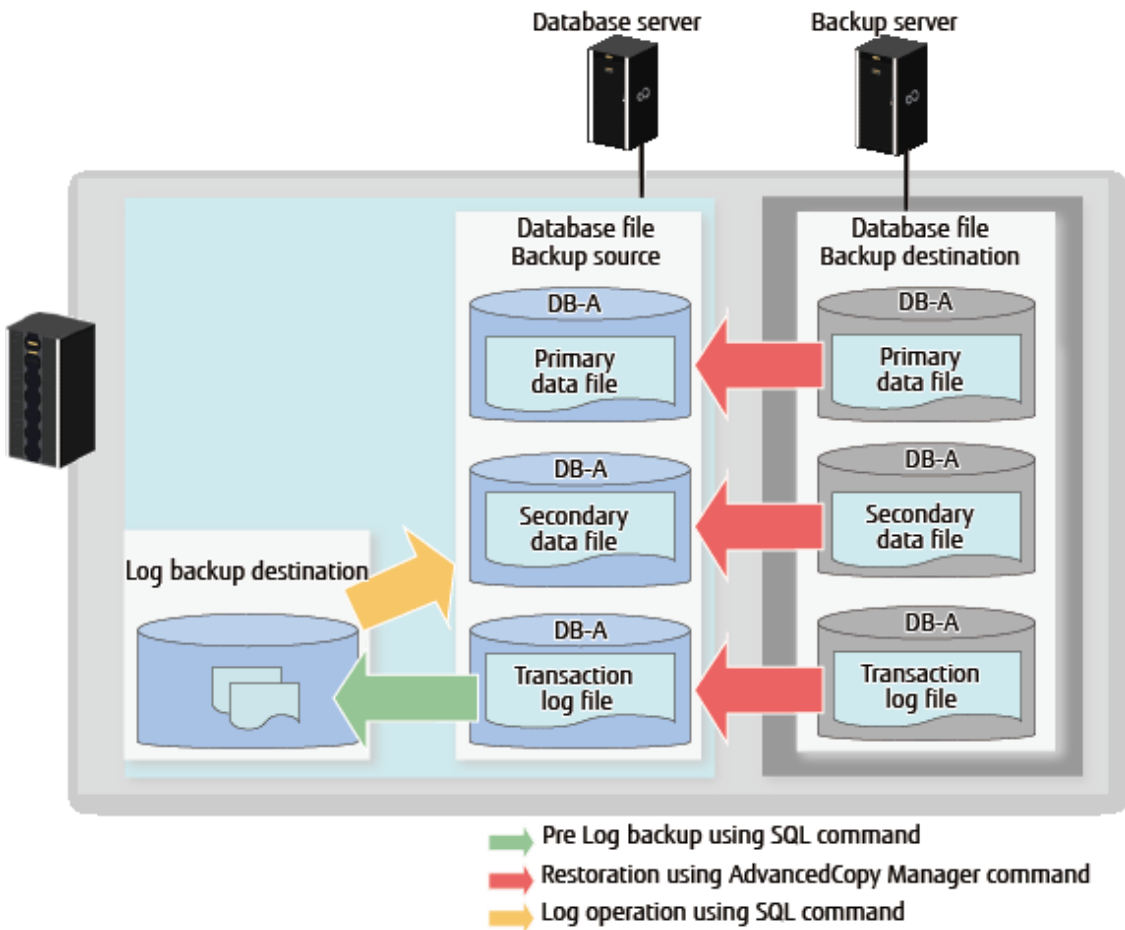 Database server
Backup server
Database file
Backup source
Database file
Backup destination
DB-A
Primary
data file
DB-A
Primary
data file
DB-A
Secondary
data file
DB-A
Secondary
data file
Log backup destination
DB-A
Transaction
log file
DB-A
Transaction
log file
Pre Log backup using SQL command
Restoration using AdvancedCopy Manager command
Log operation using SQL command